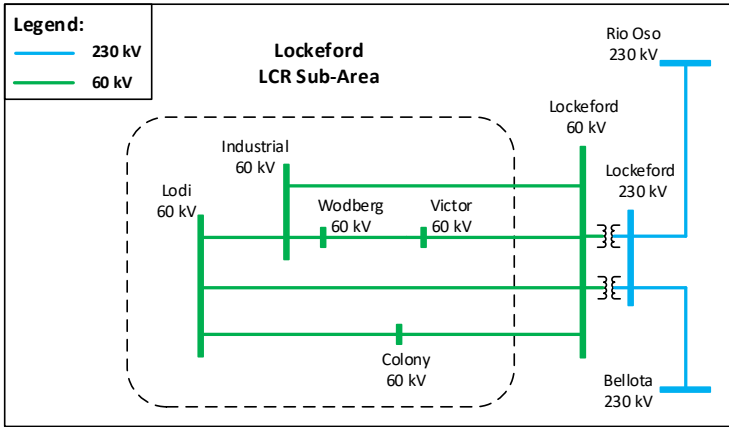 Legend:
230 kV
60 kV
Lockeford
LCR Sub-Area
Rio Oso
230 kV
Lockeford
60 kV
Industrial
60 kV
Lockeford
230 kV
Lodi
60 kV
Wodberg
60 kV
Victor
60 kV
Colony
60 kV
Bellota
230 kV